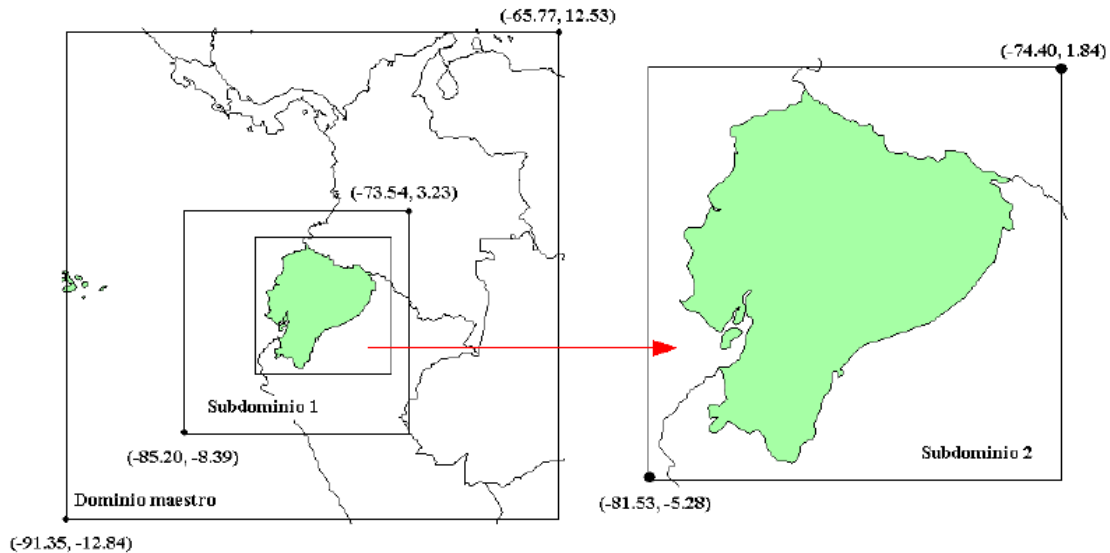 (-65.77, 12.53)
(-74.40, 1.84)
(-73.54, 3.23)
Subdominio 1
(-85.20, -8.39)
Subdominio 2
Dominio maestro
(-81.53, -5.28)
(-91.35, -12.84)